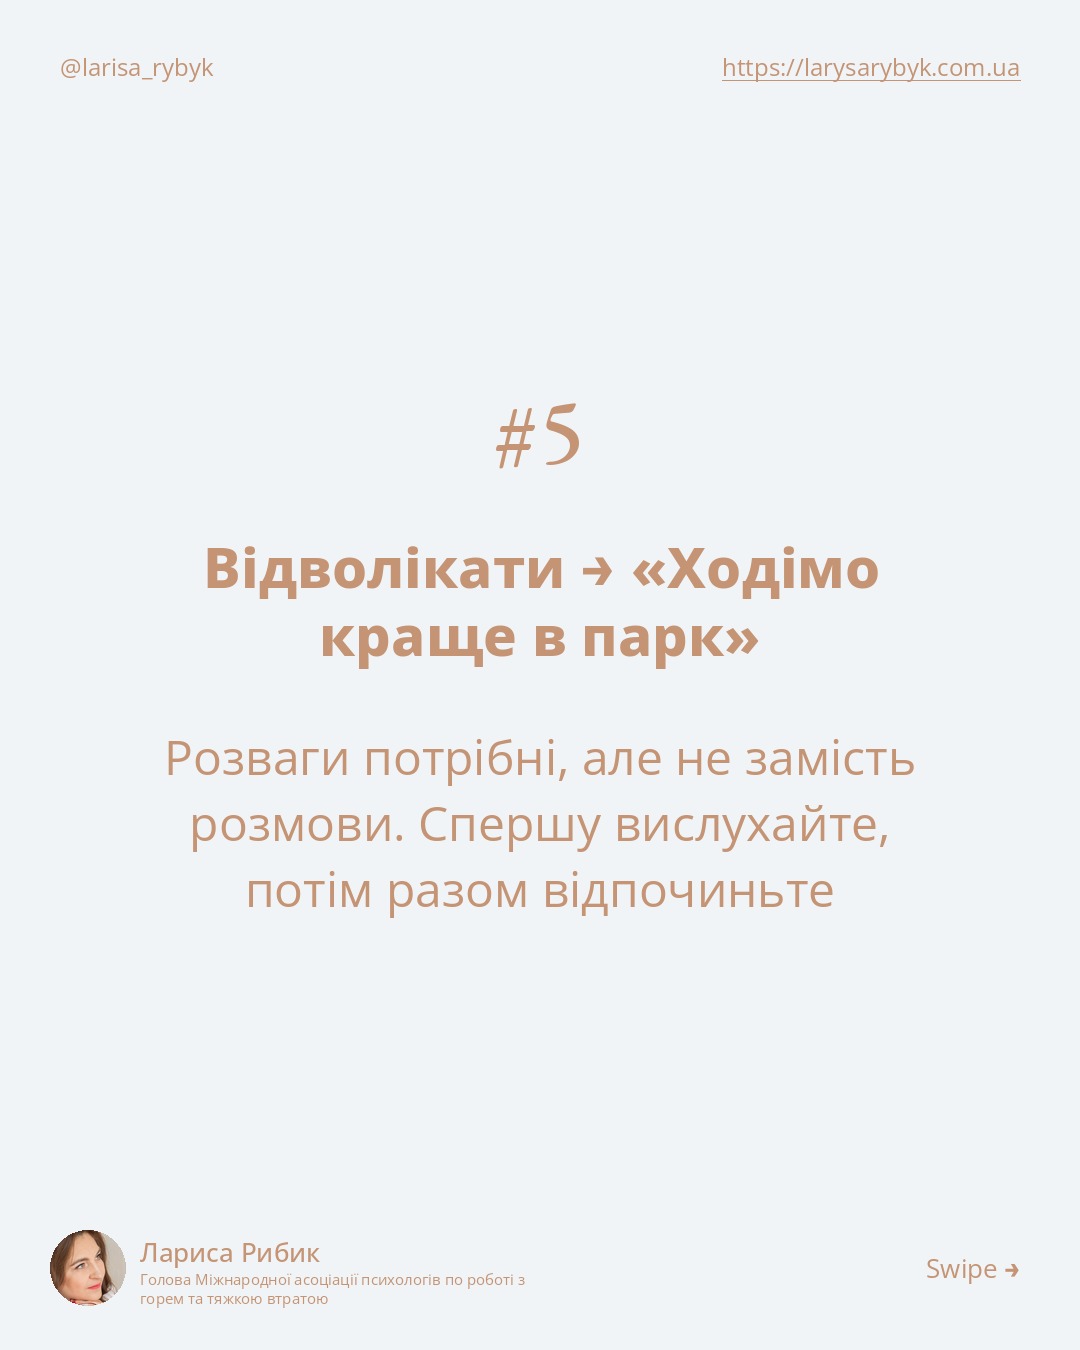 @larisa_rybyk
https://larysarybyk.com.ua
#5
Відволікати → «Ходімо
краще в парк»
Розваги потрібні, але не замість
розмови. Спершу вислухайте,
потім разом відпочиньте
Лариса Рибик
Голова Міжнародної асоціації психологів по роботі з
горем та тяжкою втратою
Swipe →